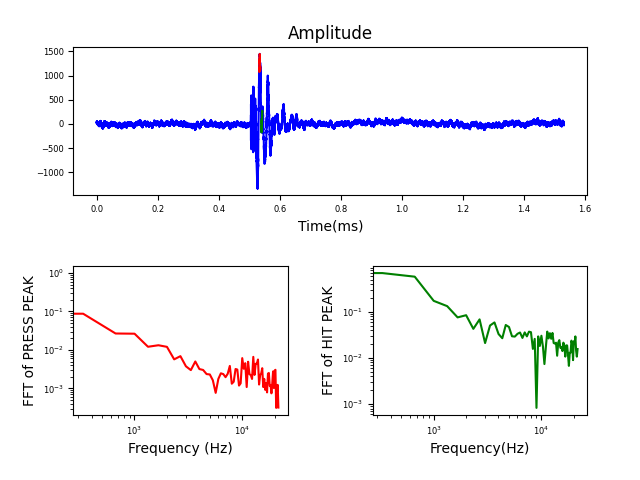 Amplitude
1500
1000
500
0
−500
−1000
0.0 0.2 0.4 0.6 0.8 1.0 1.2 1.4 1.6
Time(ms)
FFT of PRESS PEAK
10⁰
10⁻¹
10⁻²
10⁻³
10³ 10⁴
Frequency (Hz)
FFT of HIT PEAK
10⁻¹
10⁻²
10⁻³
10³ 10⁴
Frequency(Hz)